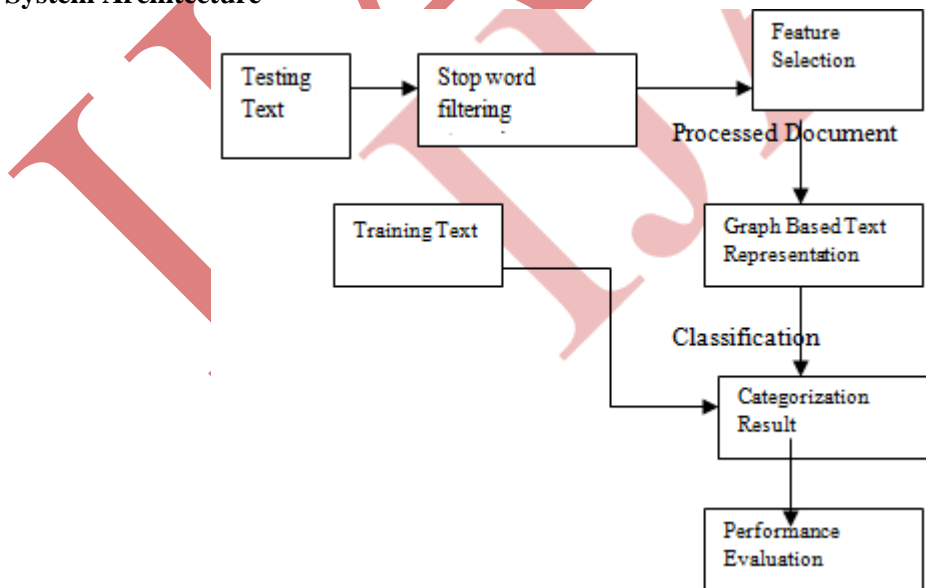 System Architecture
Feature
Selection
Testing
Text
Stop word
filtering
Processed Document
Training Text
Graph Based Text
Representation
Classification
Categorization
Result
Performance
Evaluation